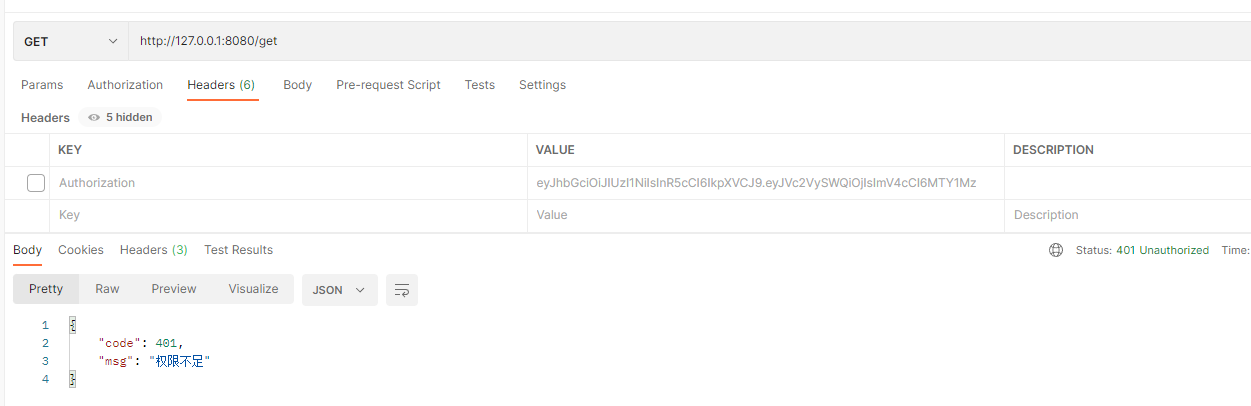 GET http://127.0.0.1:8080/get
Params Authorization Headers (6) Body Pre-request Script Tests Settings
Headers 5 hidden
KEY VALUE DESCRIPTION
Authorization eyJhbGciOiJIUzI1NiIsInR5cCI6IkpXVCJ9.eyJVc2VySWQiOjIsImV4cCI6MTY1Mz
Key Value Description
Body Cookies Headers (3) Test Results Status: 401 Unauthorized Time:
Pretty Raw Preview Visualize JSON
1 {
2 "code": 401,
3 "msg": "权限不足"
4 }